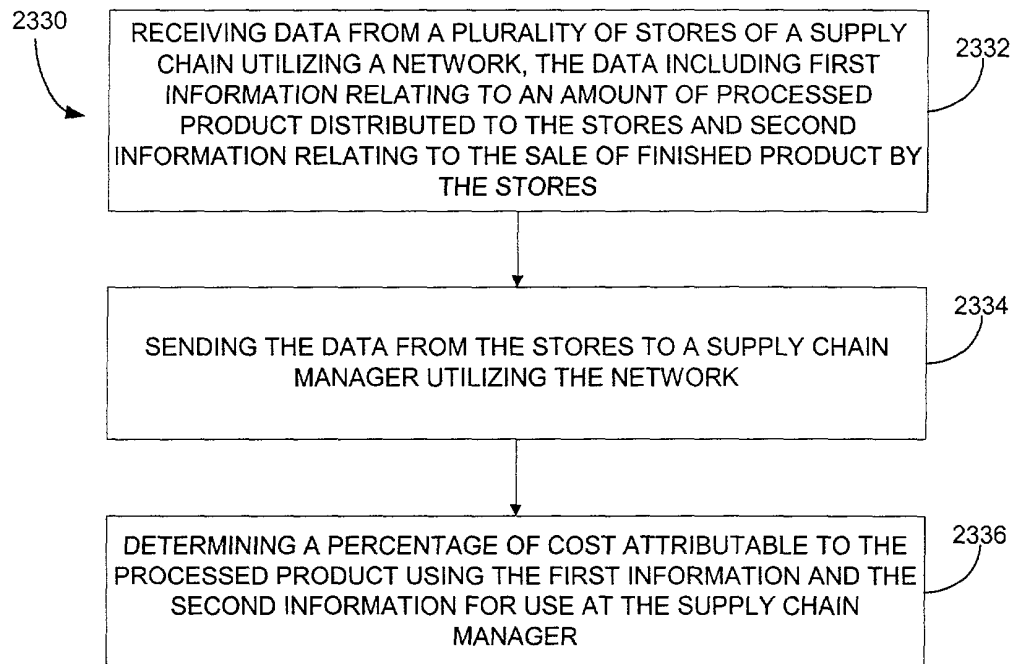 2330
RECEIVING DATA FROM A PLURALITY OF STORES OF A SUPPLY
CHAIN UTILIZING A NETWORK, THE DATA INCLUDING FIRST
INFORMATION RELATING TO AN AMOUNT OF PROCESSED
PRODUCT DISTRIBUTED TO THE STORES AND SECOND
INFORMATION RELATING TO THE SALE OF FINISHED PRODUCT BY
THE STORES
2332
SENDING THE DATA FROM THE STORES TO A SUPPLY CHAIN
MANAGER UTILIZING THE NETWORK
2334
DETERMINING A PERCENTAGE OF COST ATTRIBUTABLE TO THE
PROCESSED PRODUCT USING THE FIRST INFORMATION AND THE
SECOND INFORMATION FOR USE AT THE SUPPLY CHAIN
MANAGER
2336